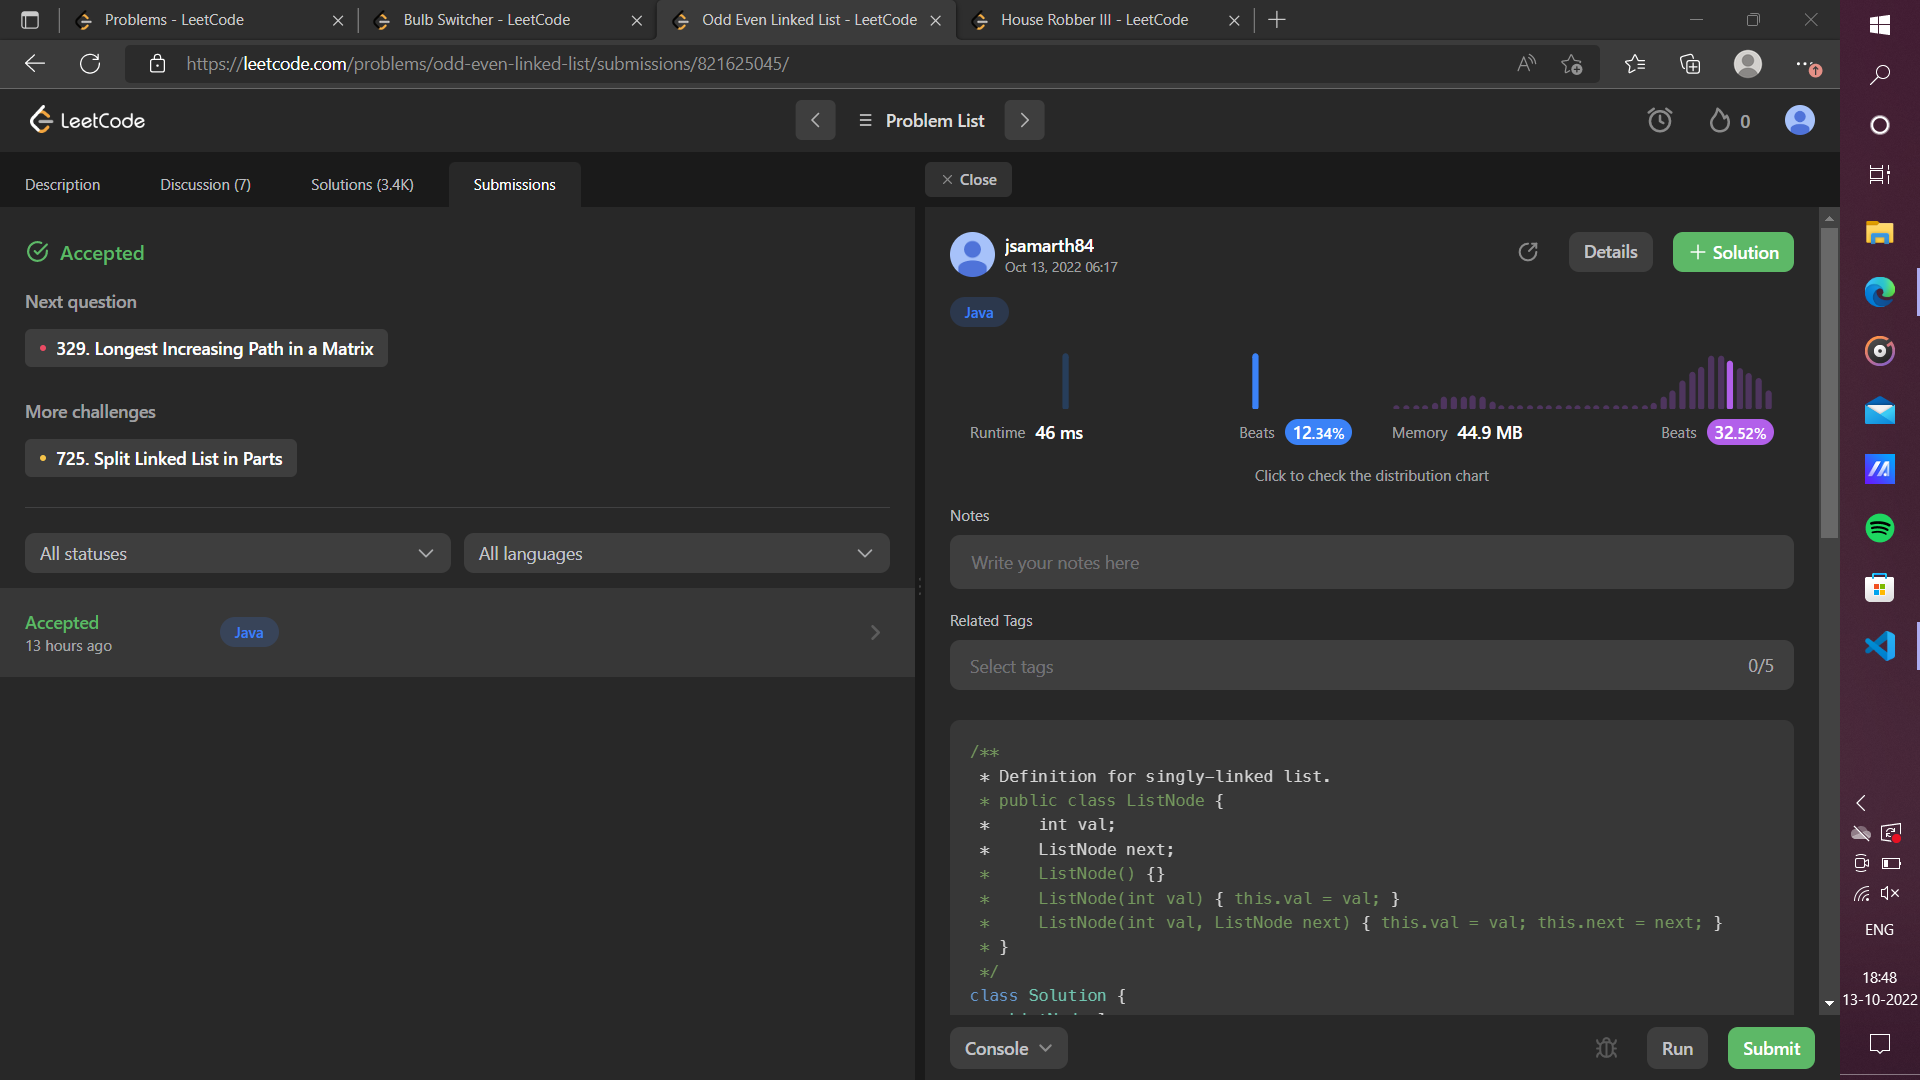 Problems - LeetCode
Bulb Switcher - LeetCode
Odd Even Linked List - LeetCode
House Robber III - LeetCode
https://leetcode.com/problems/odd-even-linked-list/submissions/821625045/
LeetCode
Problem List
0
Description
Discussion (7)
Solutions (3.4K)
Submissions
Close
Accepted
Next question
329. Longest Increasing Path in a Matrix
More challenges
725. Split Linked List in Parts
All statuses
All languages
Accepted
13 hours ago
Java
jsamarth84
Oct 13, 2022 06:17
Details
+ Solution
Java
Runtime 46 ms
Beats 12.34%
Memory 44.9 MB
Beats 32.52%
Click to check the distribution chart
Notes
Write your notes here
Related Tags
Select tags
0/5
/**
 * Definition for singly-linked list.
 * public class ListNode {
 *     int val;
 *     ListNode next;
 *     ListNode() {}
 *     ListNode(int val) { this.val = val; }
 *     ListNode(int val, ListNode next) { this.val = val; this.next = next; }
 * }
 */
class Solution {
Console
Run
Submit
ENG
18:48
13-10-2022